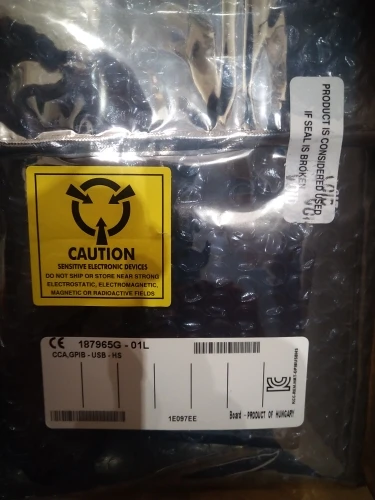 PRODUCT IS CONSIDERED USED
IF SEAL IS BROKEN
CAUTION
SENSITIVE ELECTRONIC DEVICES
DO NOT SHIP OR STORE NEAR STRONG
ELECTROSTATIC, ELECTROMAGNETIC,
MAGNETIC OR RADIOACTIVE FIELDS
CE 187965G - 01L
CCA,GPIB - USB - HS
1E097EE
Board - PRODUCT OF HUNGARY